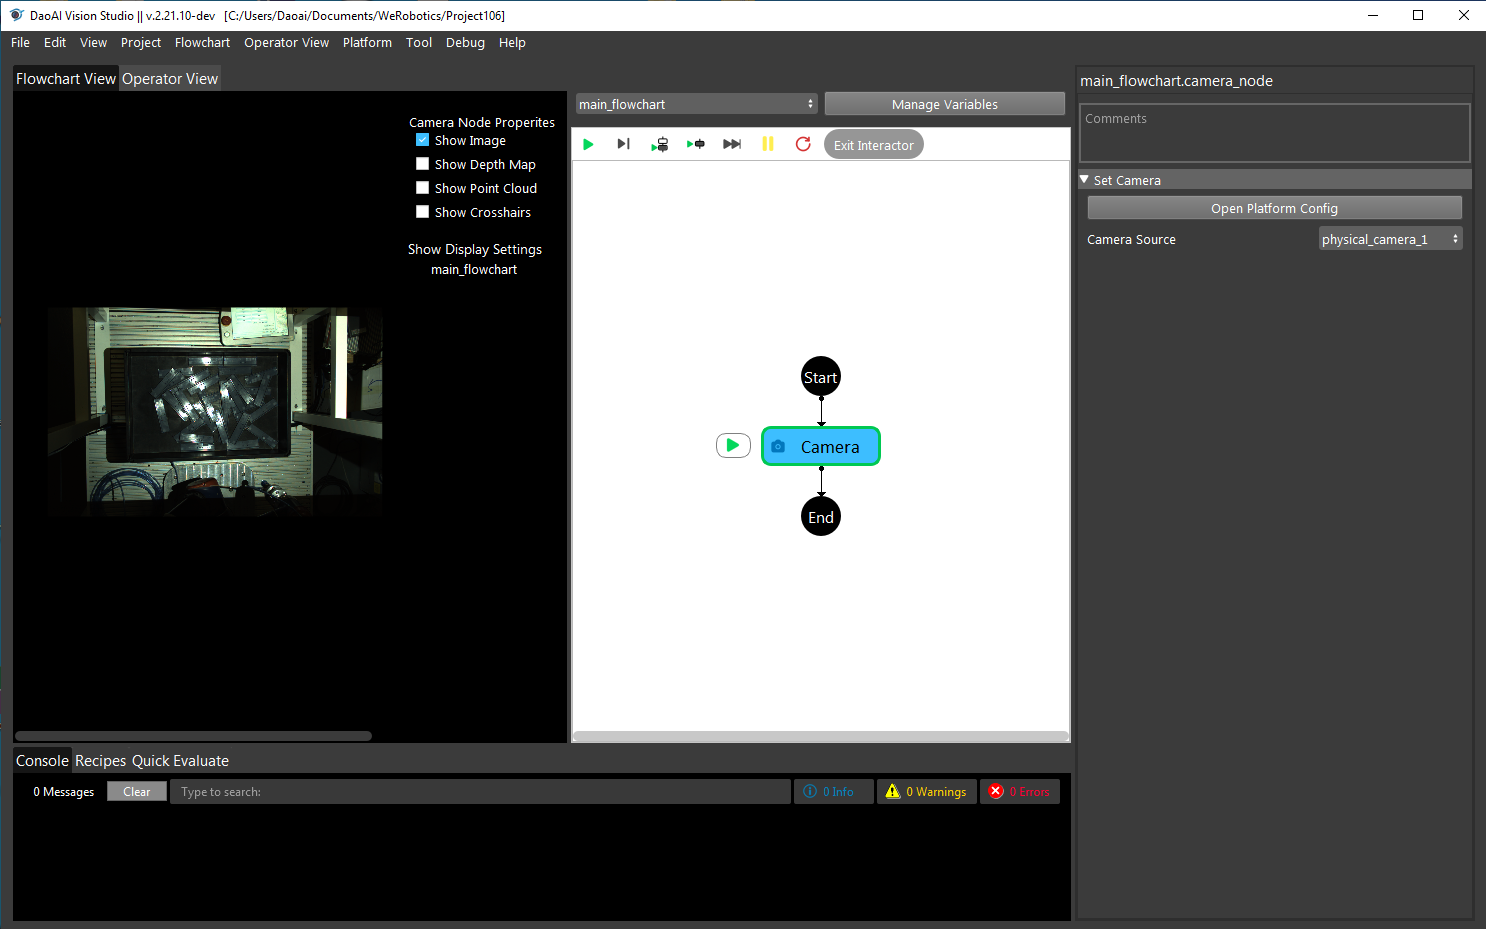 DaoAI Vision Studio || v.2.21.10-dev   [C:/Users/Daoai/Documents/WeRobotics/Project106]
File Edit View Project Flowchart Operator View Platform Tool Debug Help
Flowchart View Operator View
Camera Node Properites
Show Image
Show Depth Map
Show Point Cloud
Show Crosshairs
Show Display Settings
main_flowchart
main_flowchart Manage Variables
Exit Interactor
Start
Camera
End
main_flowchart.camera_node
Comments
Set Camera
Open Platform Config
Camera Source physical_camera_1
Console Recipes Quick Evaluate
0 Messages Clear Type to search: 0 Info 0 Warnings 0 Errors